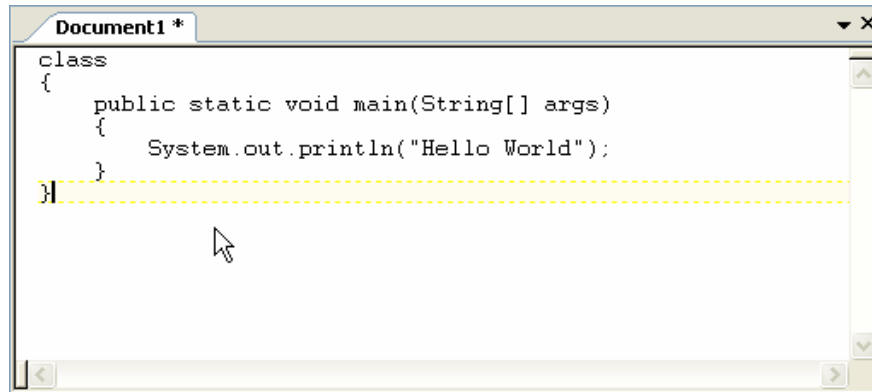 Document1 *
class
{
    public static void main(String[] args)
    {
        System.out.println("Hello World");
    }
}